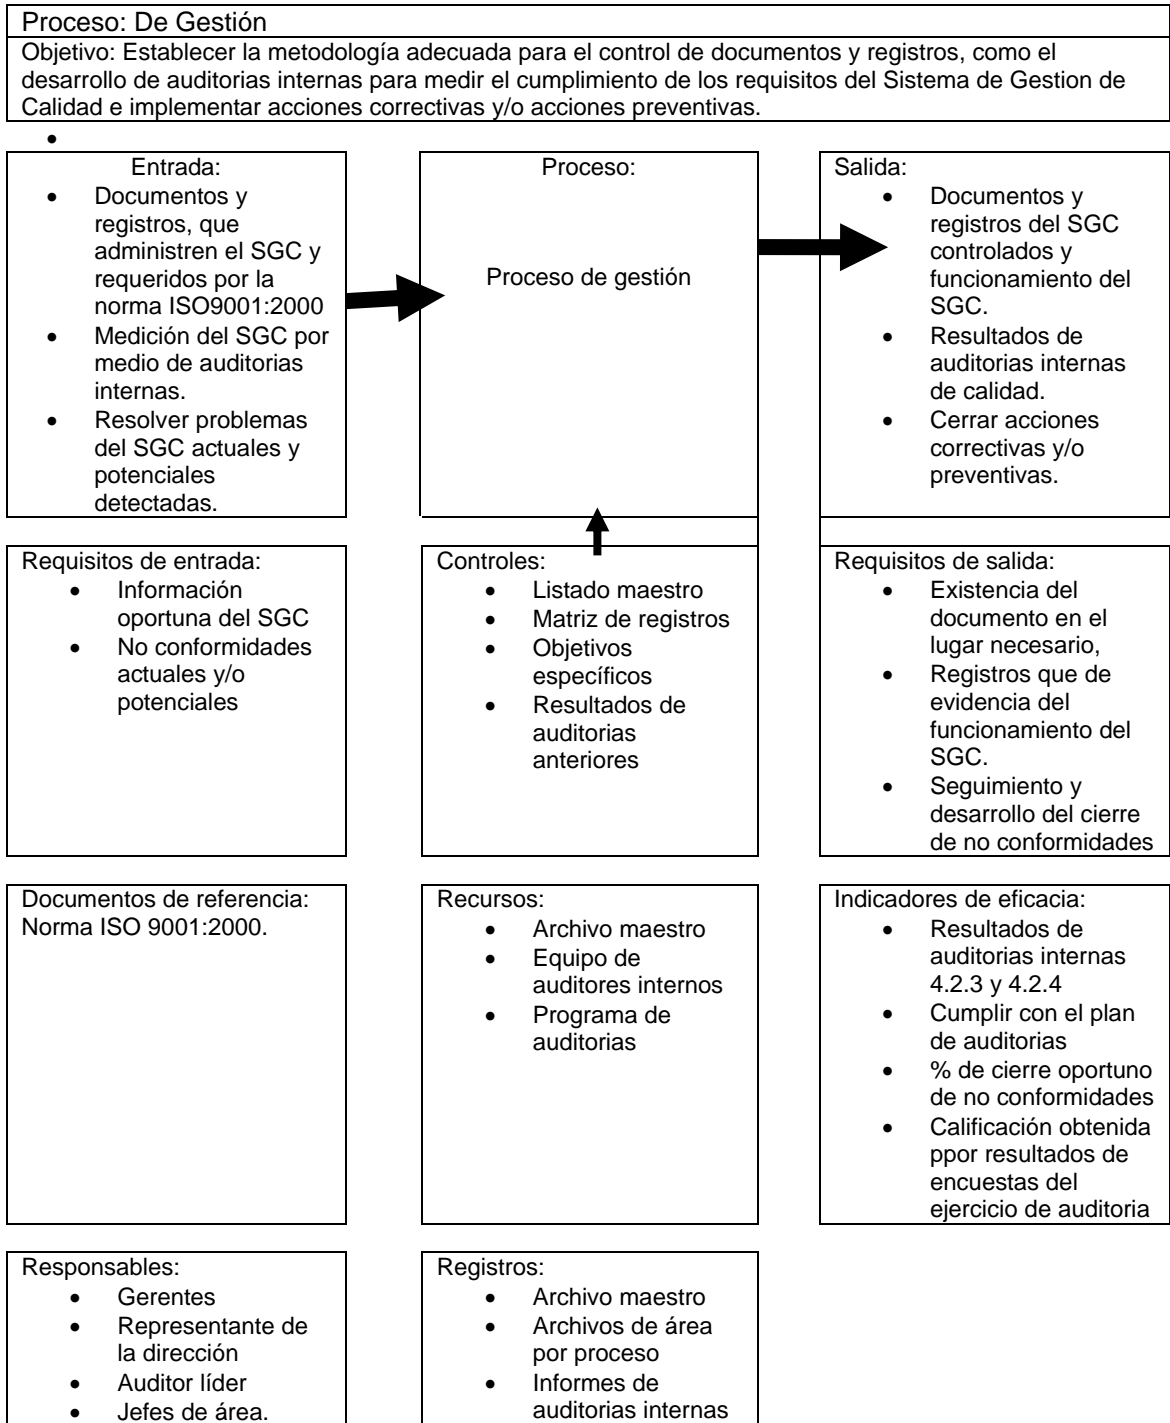 Proceso: De Gestión
Objetivo: Establecer la metodología adecuada para el control de documentos y registros, como el
desarrollo de auditorias internas para medir el cumplimiento de los requisitos del Sistema de Gestion de
Calidad e implementar acciones correctivas y/o acciones preventivas.
•
Entrada:
• Documentos y
registros, que
administren el SGC y
requeridos por la
norma ISO9001:2000
• Medición del SGC por
medio de auditorias
internas.
• Resolver problemas
del SGC actuales y
potenciales
detectadas.
Proceso:
Proceso de gestión
Salida:
• Documentos y
registros del SGC
controlados y
funcionamiento del
SGC.
• Resultados de
auditorias internas
de calidad.
• Cerrar acciones
correctivas y/o
preventivas.
Requisitos de entrada:
• Información
oportuna del SGC
• No conformidades
actuales y/o
potenciales
Controles:
• Listado maestro
• Matriz de registros
• Objetivos
específicos
• Resultados de
auditorias
anteriores
Requisitos de salida:
• Existencia del
documento en el
lugar necesario,
• Registros que de
evidencia del
funcionamiento del
SGC.
• Seguimiento y
desarrollo del cierre
de no conformidades
Documentos de referencia:
Norma ISO 9001:2000.
Recursos:
• Archivo maestro
• Equipo de
auditores internos
• Programa de
auditorias
Indicadores de eficacia:
• Resultados de
auditorias internas
4.2.3 y 4.2.4
• Cumplir con el plan
de auditorias
• % de cierre oportuno
de no conformidades
• Calificación obtenida
ppor resultados de
encuestas del
ejercicio de auditoria
Responsables:
• Gerentes
• Representante de
la dirección
• Auditor líder
• Jefes de área.
Registros:
• Archivo maestro
• Archivos de área
por proceso
• Informes de
auditorias internas